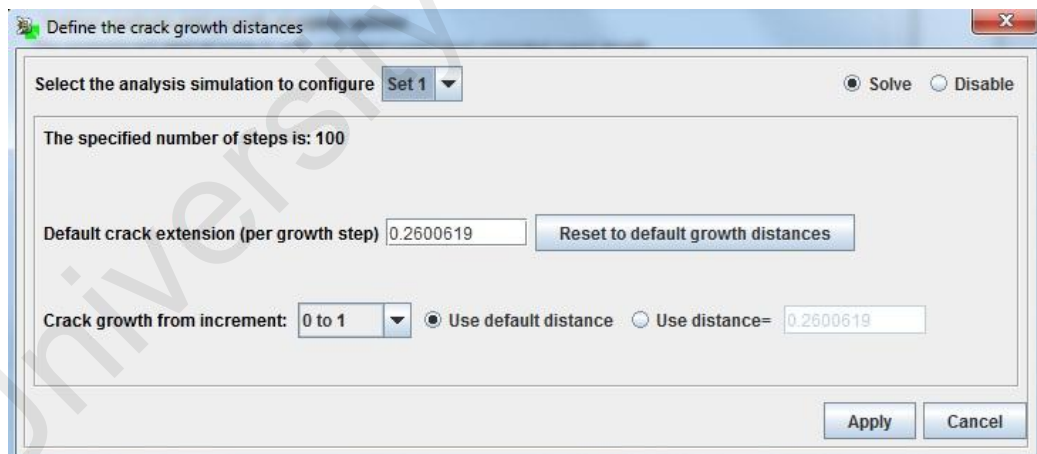 Define the crack growth distances
Select the analysis simulation to configure Set 1 Solve Disable
The specified number of steps is: 100
Default crack extension (per growth step) 0.2600619 Reset to default growth distances
Crack growth from increment: 0 to 1 Use default distance Use distance= 0.2600619
Apply Cancel
University